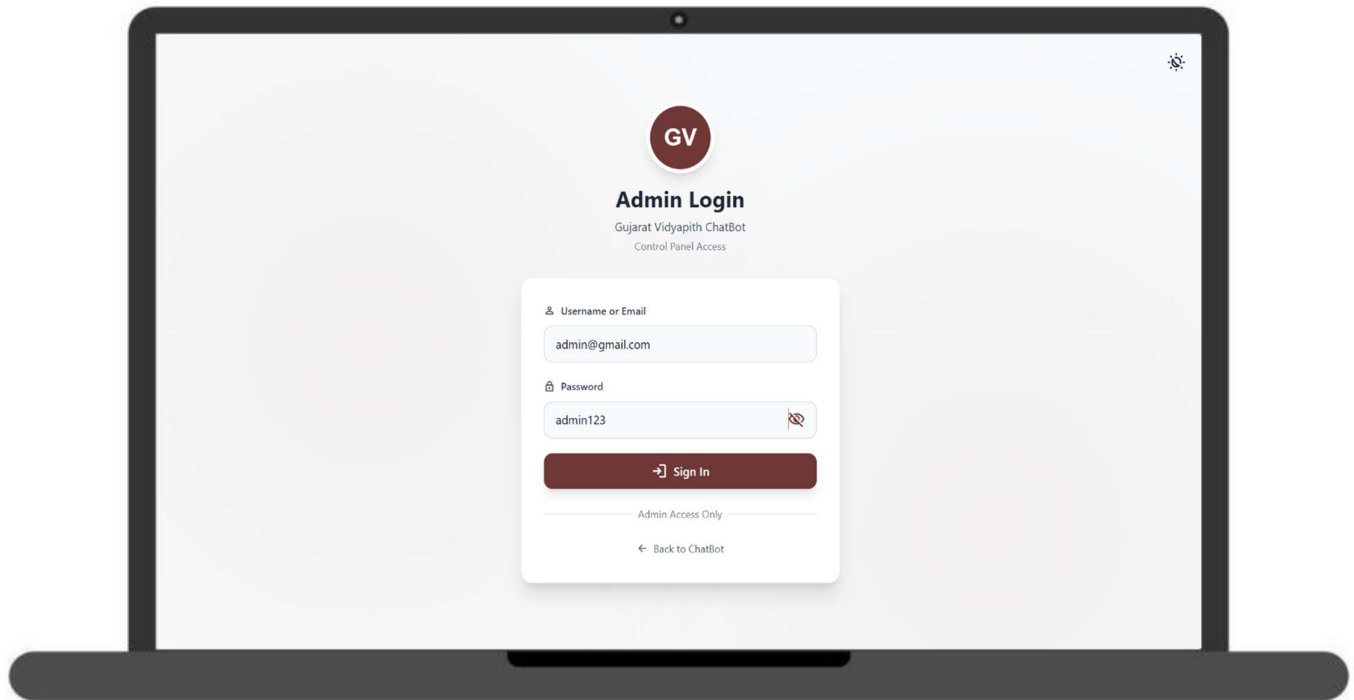 GV
Admin Login
Gujarat Vidyapith ChatBot
Control Panel Access
Username or Email
admin@gmail.com
Password
admin123
Sign In
Admin Access Only
Back to ChatBot